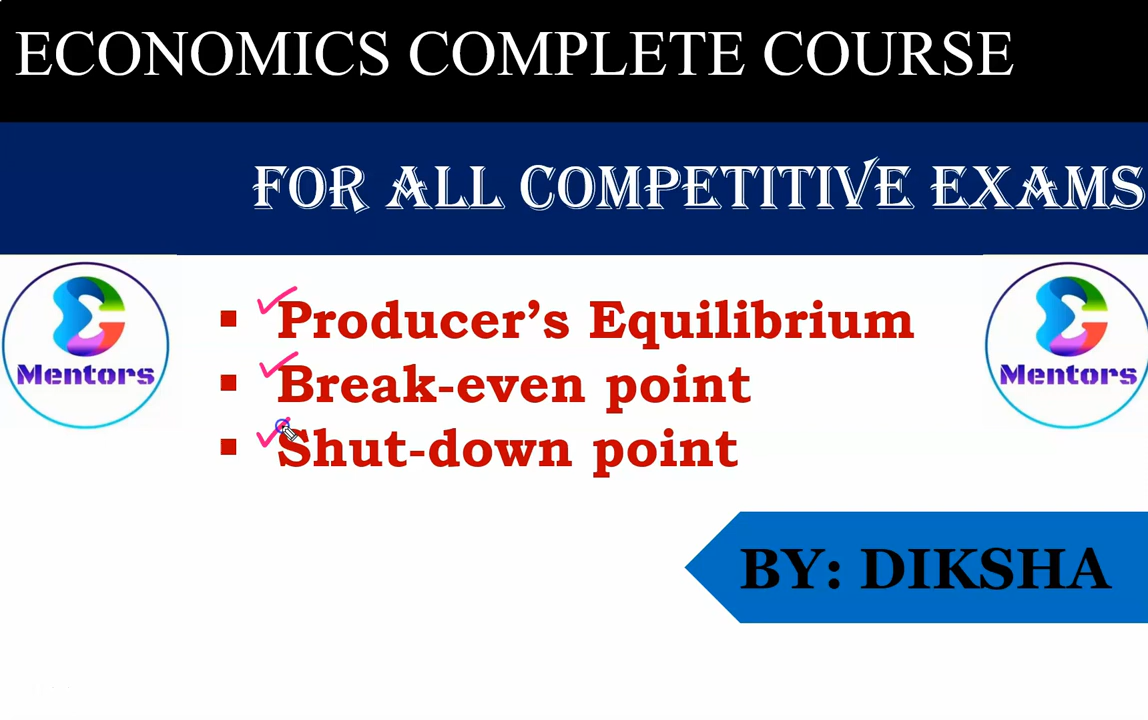 ECONOMICS COMPLETE COURSE
FOR ALL COMPETITIVE EXAMS
Mentors
Mentors
▪ Producer's Equilibrium
▪ Break-even point
▪ Shut-down point
BY: DIKSHA